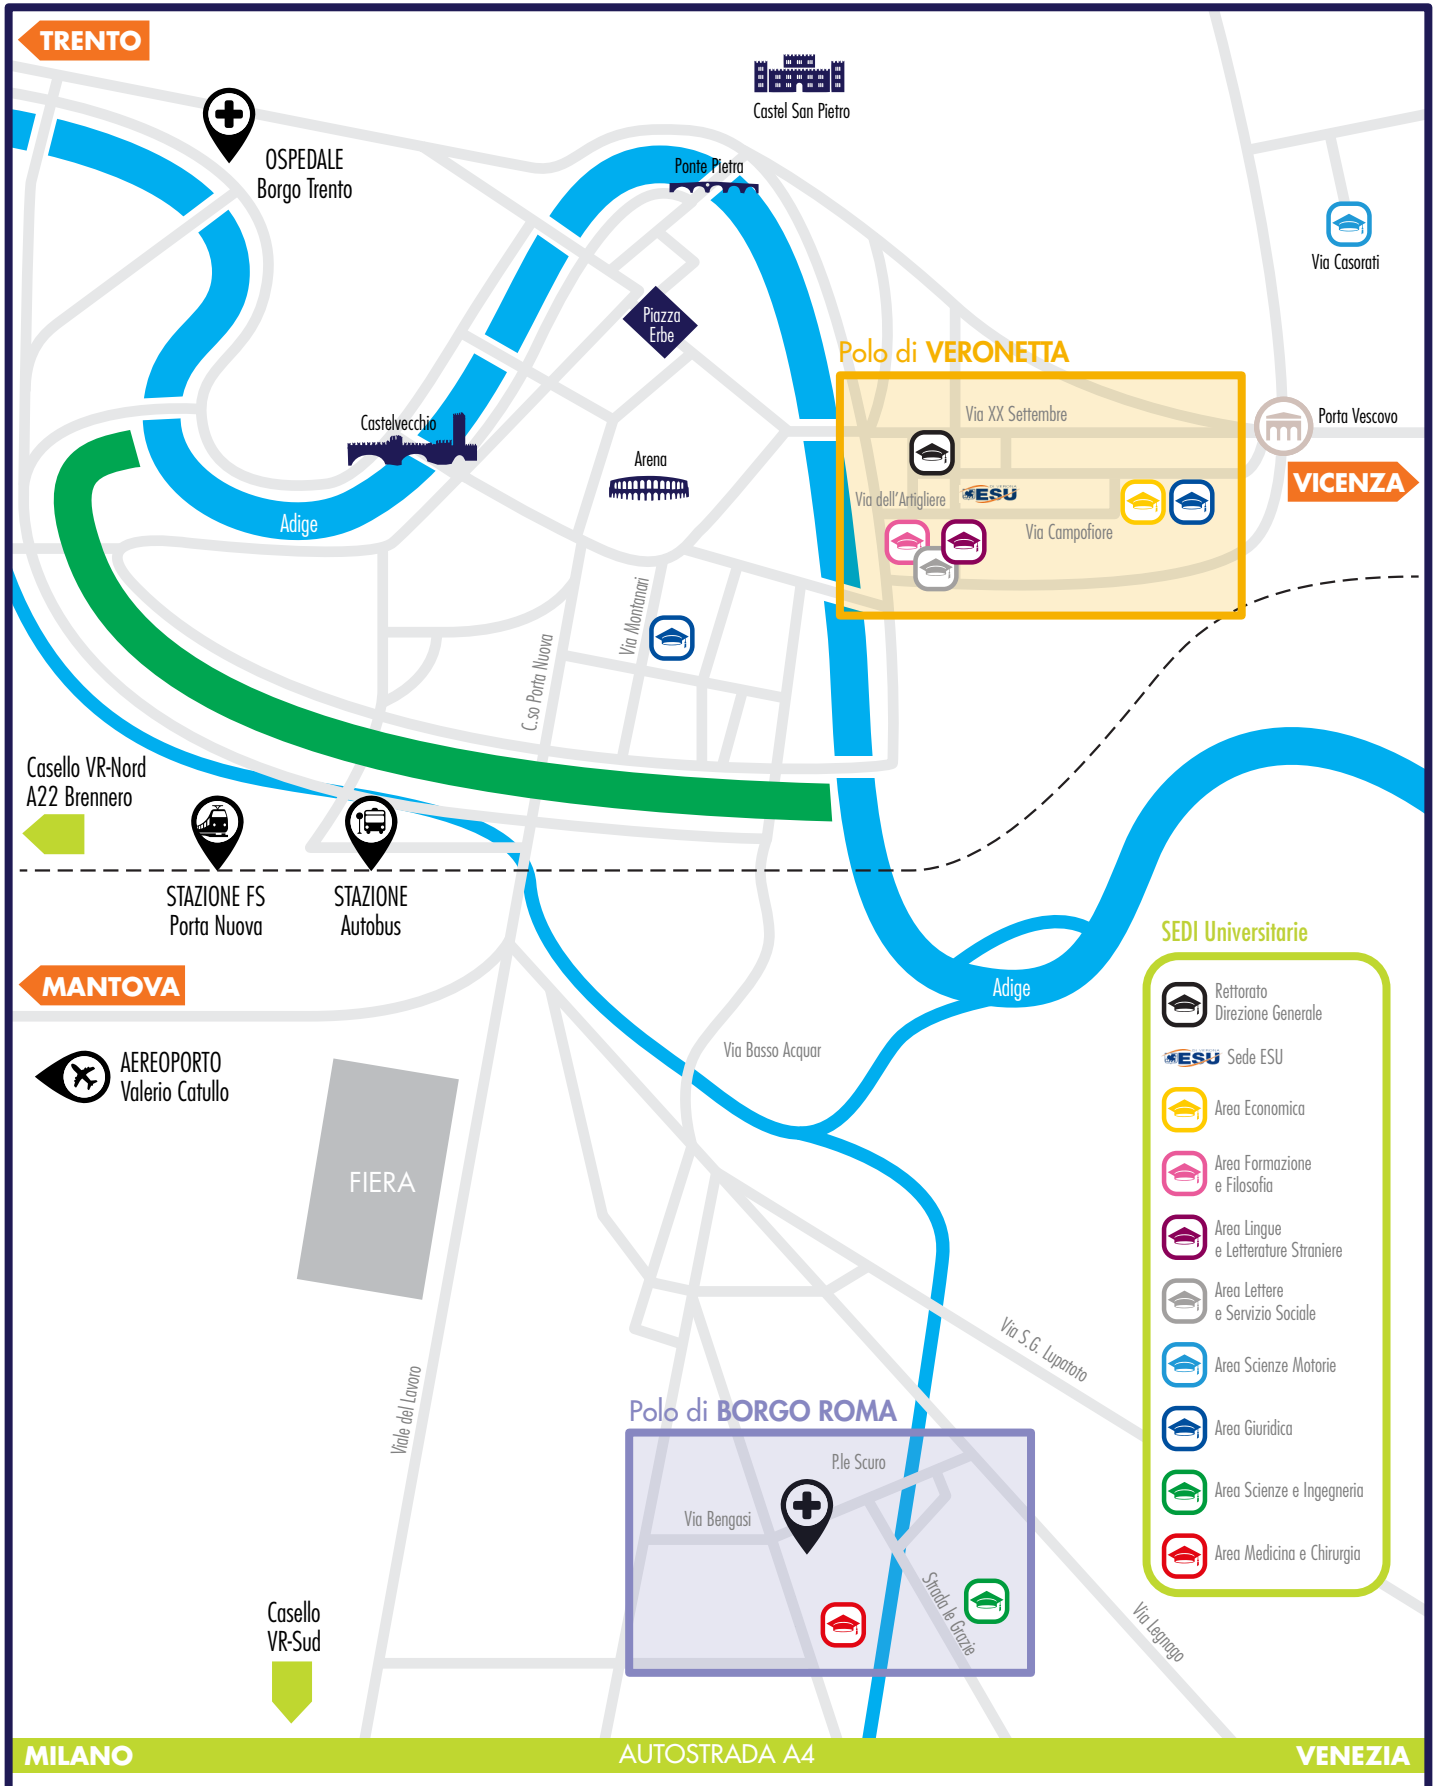 TRENTO
Castel San Pietro
OSPEDALE
Borgo Trento
Ponte Pietra
Via Casorati
Piazza
Erbe
Polo di VERONETTA
Via XX Settembre
Porta Vescovo
Castelvecchio
Arena
VICENZA
Via dell'Artigliere
ESU
Adige
Via Campofiore
Via Montanari
C.so Porta Nuova
Casello VR-Nord
A22 Brennero
STAZIONE FS
Porta Nuova
STAZIONE
Autobus
MANTOVA
Adige
AEREOPORTO
Valerio Catullo
Via Basso Acquar
FIERA
SEDI Universitarie
Rettorato
Direzione Generale
ESU Sede ESU
Area Economica
Area Formazione
e Filosofia
Area Lingue
e Letterature Straniere
Area Lettere
e Servizio Sociale
Area Scienze Motorie
Area Giuridica
Area Scienze e Ingegneria
Area Medicina e Chirurgia
Via S.G. Lupatoto
Viale del Lavoro
Polo di BORGO ROMA
P.le Scuro
Via Bengasi
Strada le Grazie
Via Legnago
Casello
VR-Sud
MILANO
AUTOSTRADA A4
VENEZIA